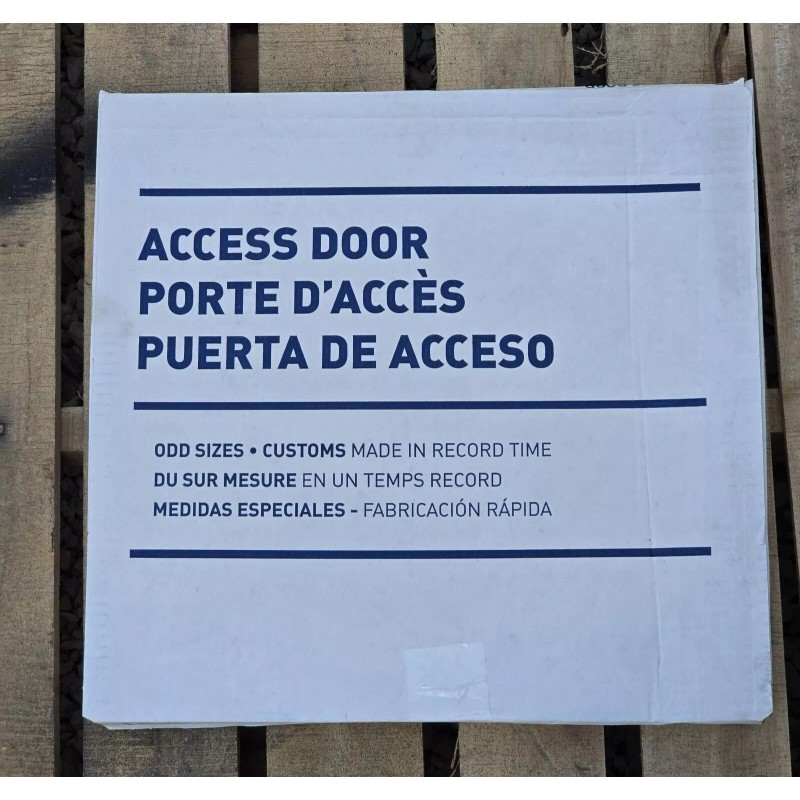 ACCESS DOOR
PORTE D'ACCÈS
PUERTA DE ACCESO
ODD SIZES • CUSTOMS MADE IN RECORD TIME
DU SUR MESURE EN UN TEMPS RECORD
MEDIDAS ESPECIALES - FABRICACIÓN RÁPIDA